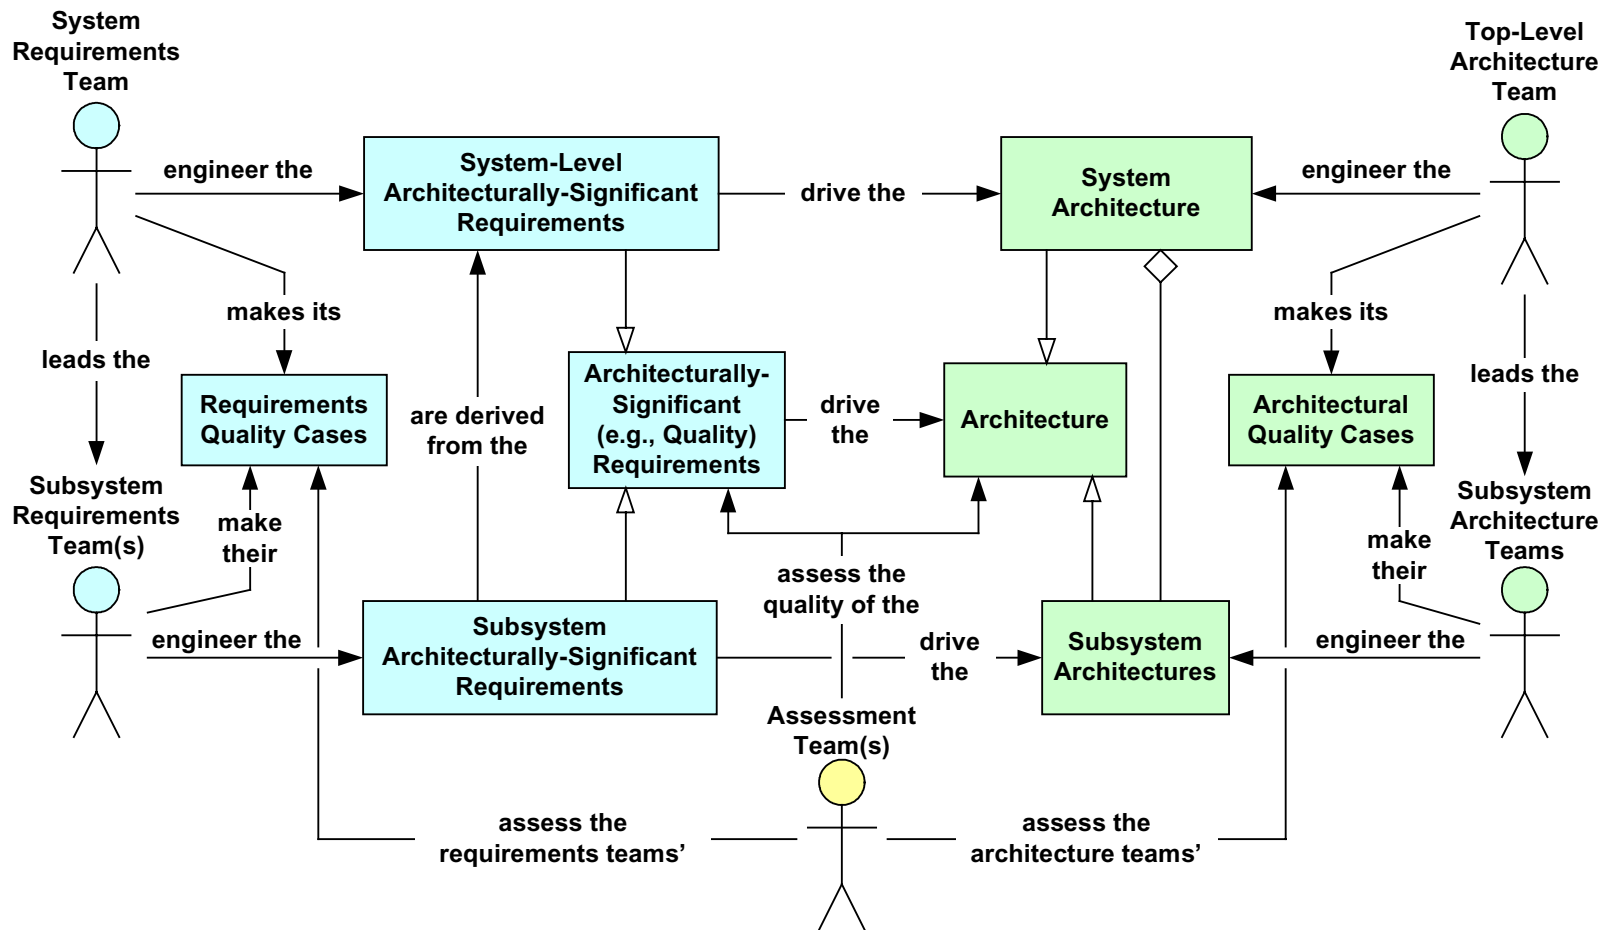 System
Requirements
Team
Top-Level
Architecture
Team
engineer the
System-Level
Architecturally-Significant
Requirements
drive the
System
Architecture
engineer the
makes its
makes its
leads the
leads the
Requirements
Quality Cases
are derived
from the
Architecturally-
Significant
(e.g., Quality)
Requirements
drive
the
Architecture
Architectural
Quality Cases
Subsystem
Requirements
Team(s)
make
their
assess the
quality of the
make
their
Subsystem
Architecture
Teams
engineer the
Subsystem
Architecturally-Significant
Requirements
drive
the
Subsystem
Architectures
engineer the
Assessment
Team(s)
assess the
requirements teams’
assess the
architecture teams’